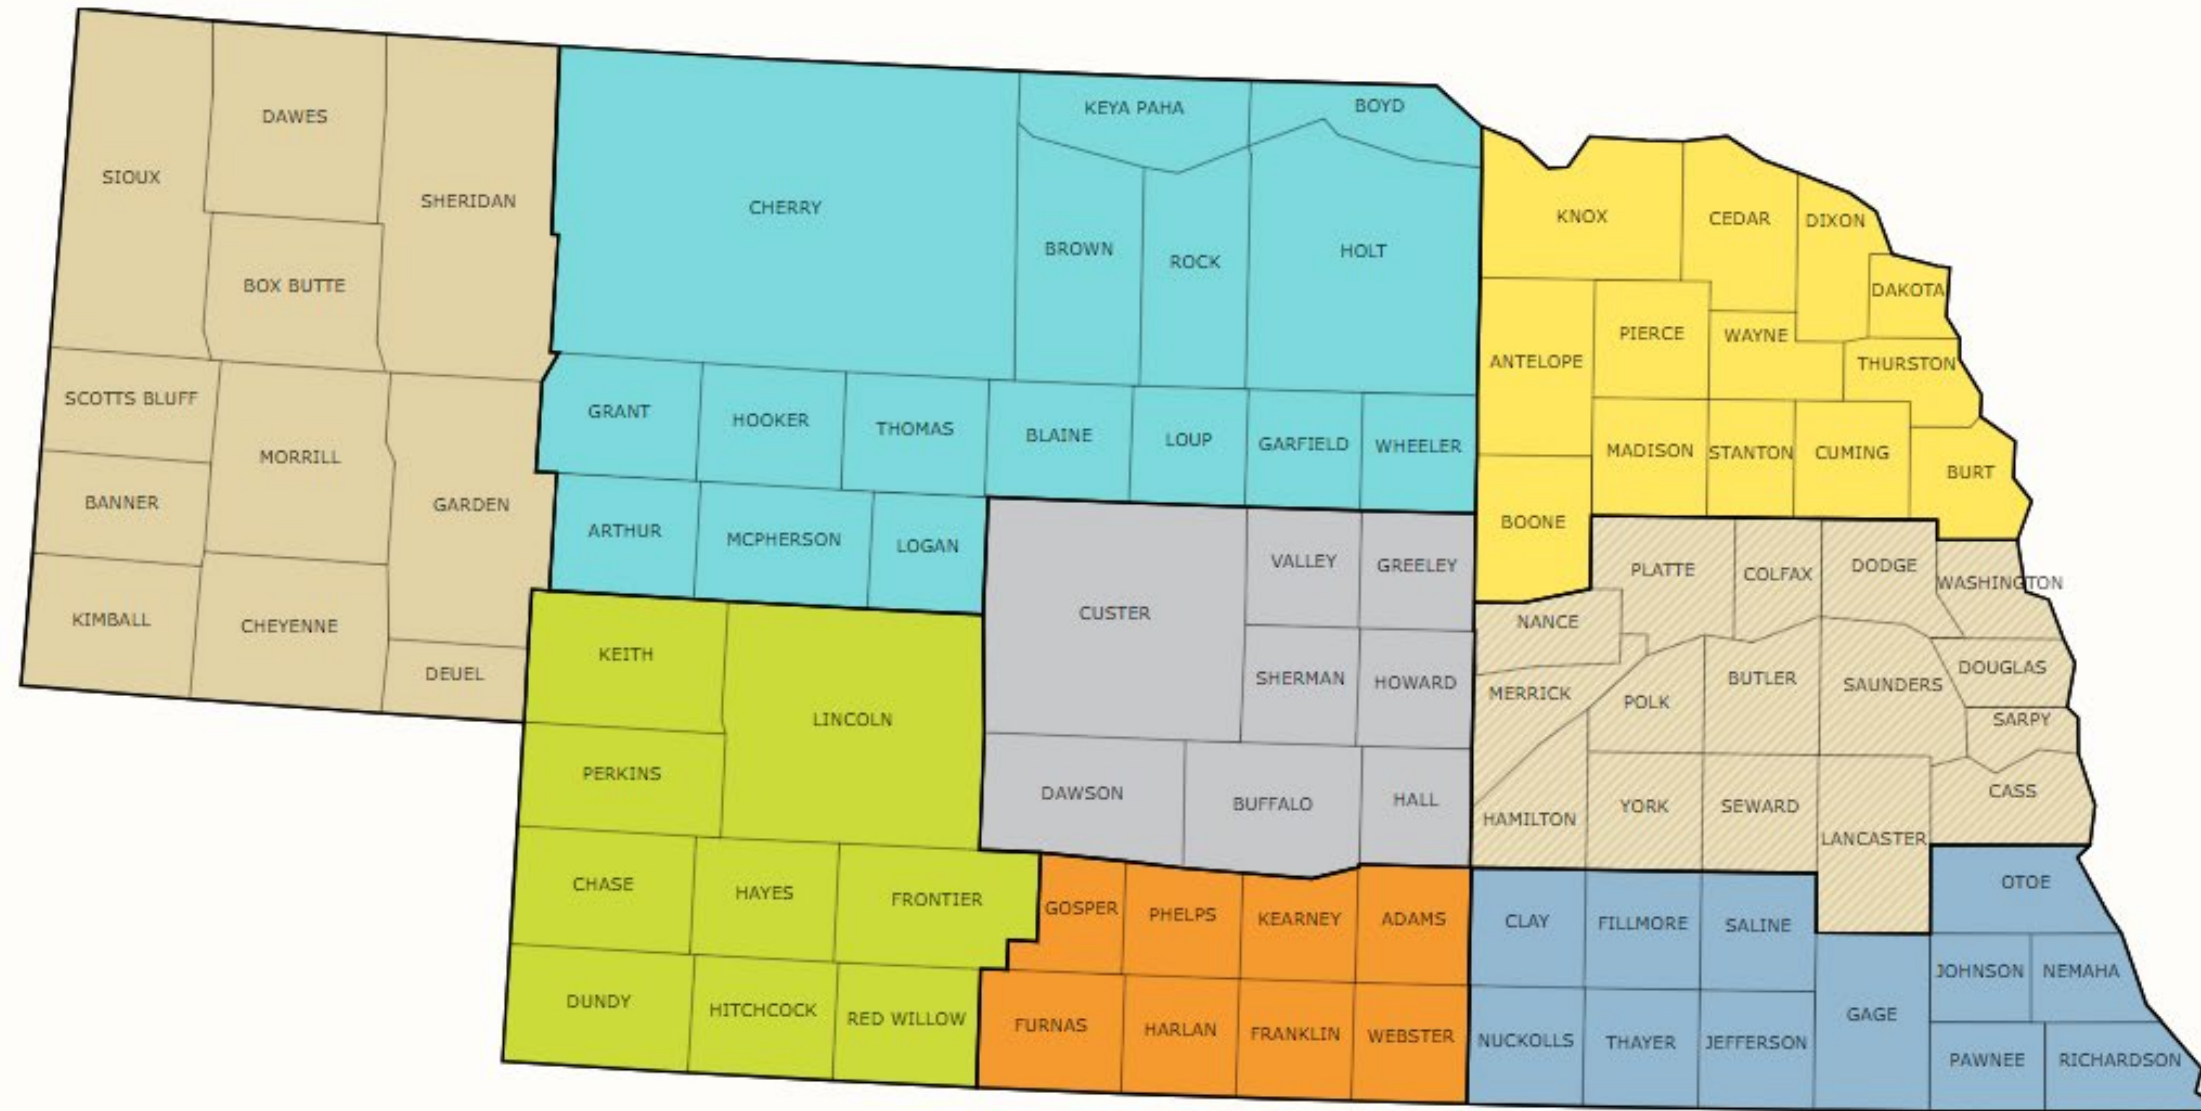 SIOUX
DAWES
SHERIDAN
BOX BUTTE
SCOTTS BLUFF
MORRILL
GARDEN
BANNER
KIMBALL
CHEYENNE
DEUEL
CHERRY
KEYA PAHA
BOYD
BROWN
ROCK
HOLT
GRANT
HOOKER
THOMAS
BLAINE
LOUP
GARFIELD
WHEELER
ARTHUR
MCPHERSON
LOGAN
KNOX
CEDAR
DIXON
DAKOTA
ANTELOPE
PIERCE
WAYNE
THURSTON
MADISON
STANTON
CUMING
BURT
BOONE
CUSTER
VALLEY
GREELEY
SHERMAN
HOWARD
DAWSON
BUFFALO
HALL
PLATTE
COLFAX
DODGE
WASHINGTON
NANCE
MERRICK
POLK
BUTLER
SAUNDERS
DOUGLAS
SARPY
HAMILTON
YORK
SEWARD
LANCASTER
CASS
KEITH
LINCOLN
PERKINS
CHASE
HAYES
FRONTIER
DUNDY
HITCHCOCK
RED WILLOW
GOSPER
PHELPS
KEARNEY
ADAMS
FURNAS
HARLAN
FRANKLIN
WEBSTER
CLAY
FILLMORE
SALINE
OTOE
JOHNSON
NEMAHA
GAGE
NUCKOLLS
THAYER
JEFFERSON
PAWNEE
RICHARDSON